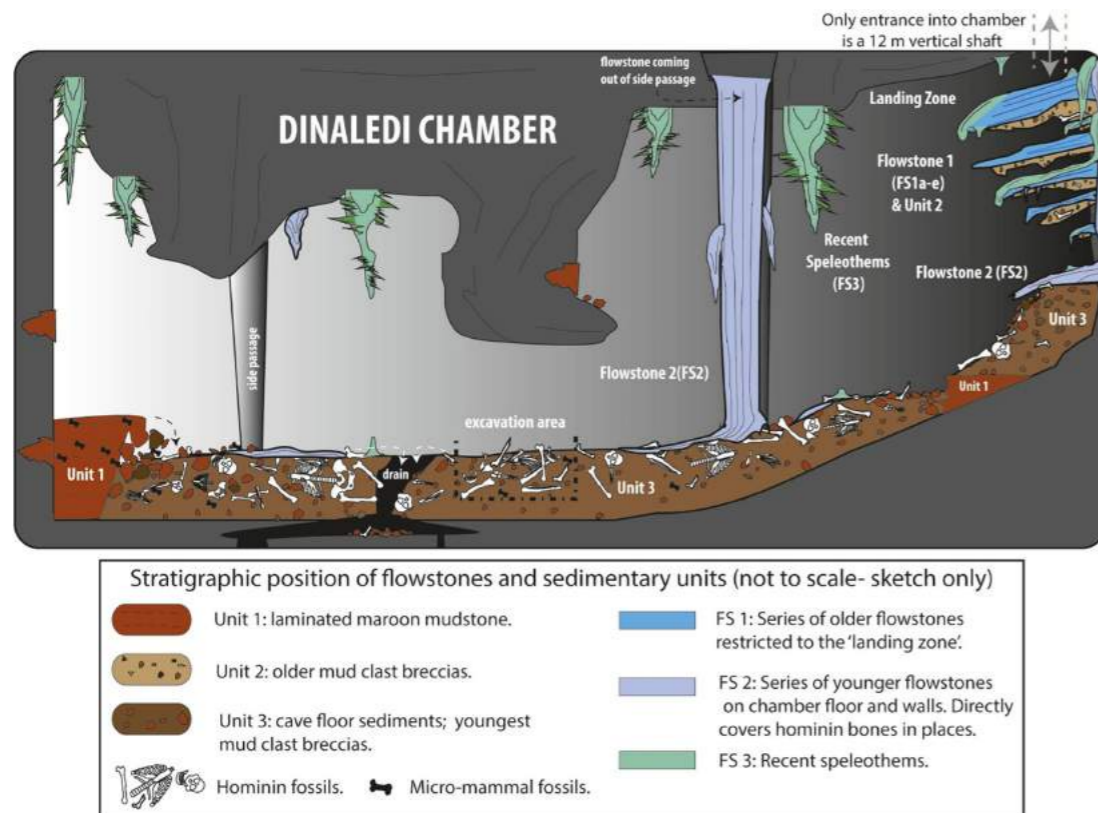 Only entrance into chamber
is a 12 m vertical shaft
flowstone coming
out of side passage
Landing Zone
DINALEDI CHAMBER
Flowstone 1
(FS1a-e)
& Unit 2
Recent
Speleothems
(FS3)
Flowstone 2 (FS2)
Unit 3
side passage
Flowstone 2(FS2)
Unit 1
excavation area
Unit 1
drain
Unit 3
Stratigraphic position of flowstones and sedimentary units (not to scale- sketch only)
Unit 1: laminated maroon mudstone.
Unit 2: older mud clast breccias.
Unit 3: cave floor sediments; youngest
mud clast breccias.
Hominin fossils.
Micro-mammal fossils.
FS 1: Series of older flowstones
restricted to the 'landing zone'.
FS 2: Series of younger flowstones
on chamber floor and walls. Directly
covers hominin bones in places.
FS 3: Recent speleothems.